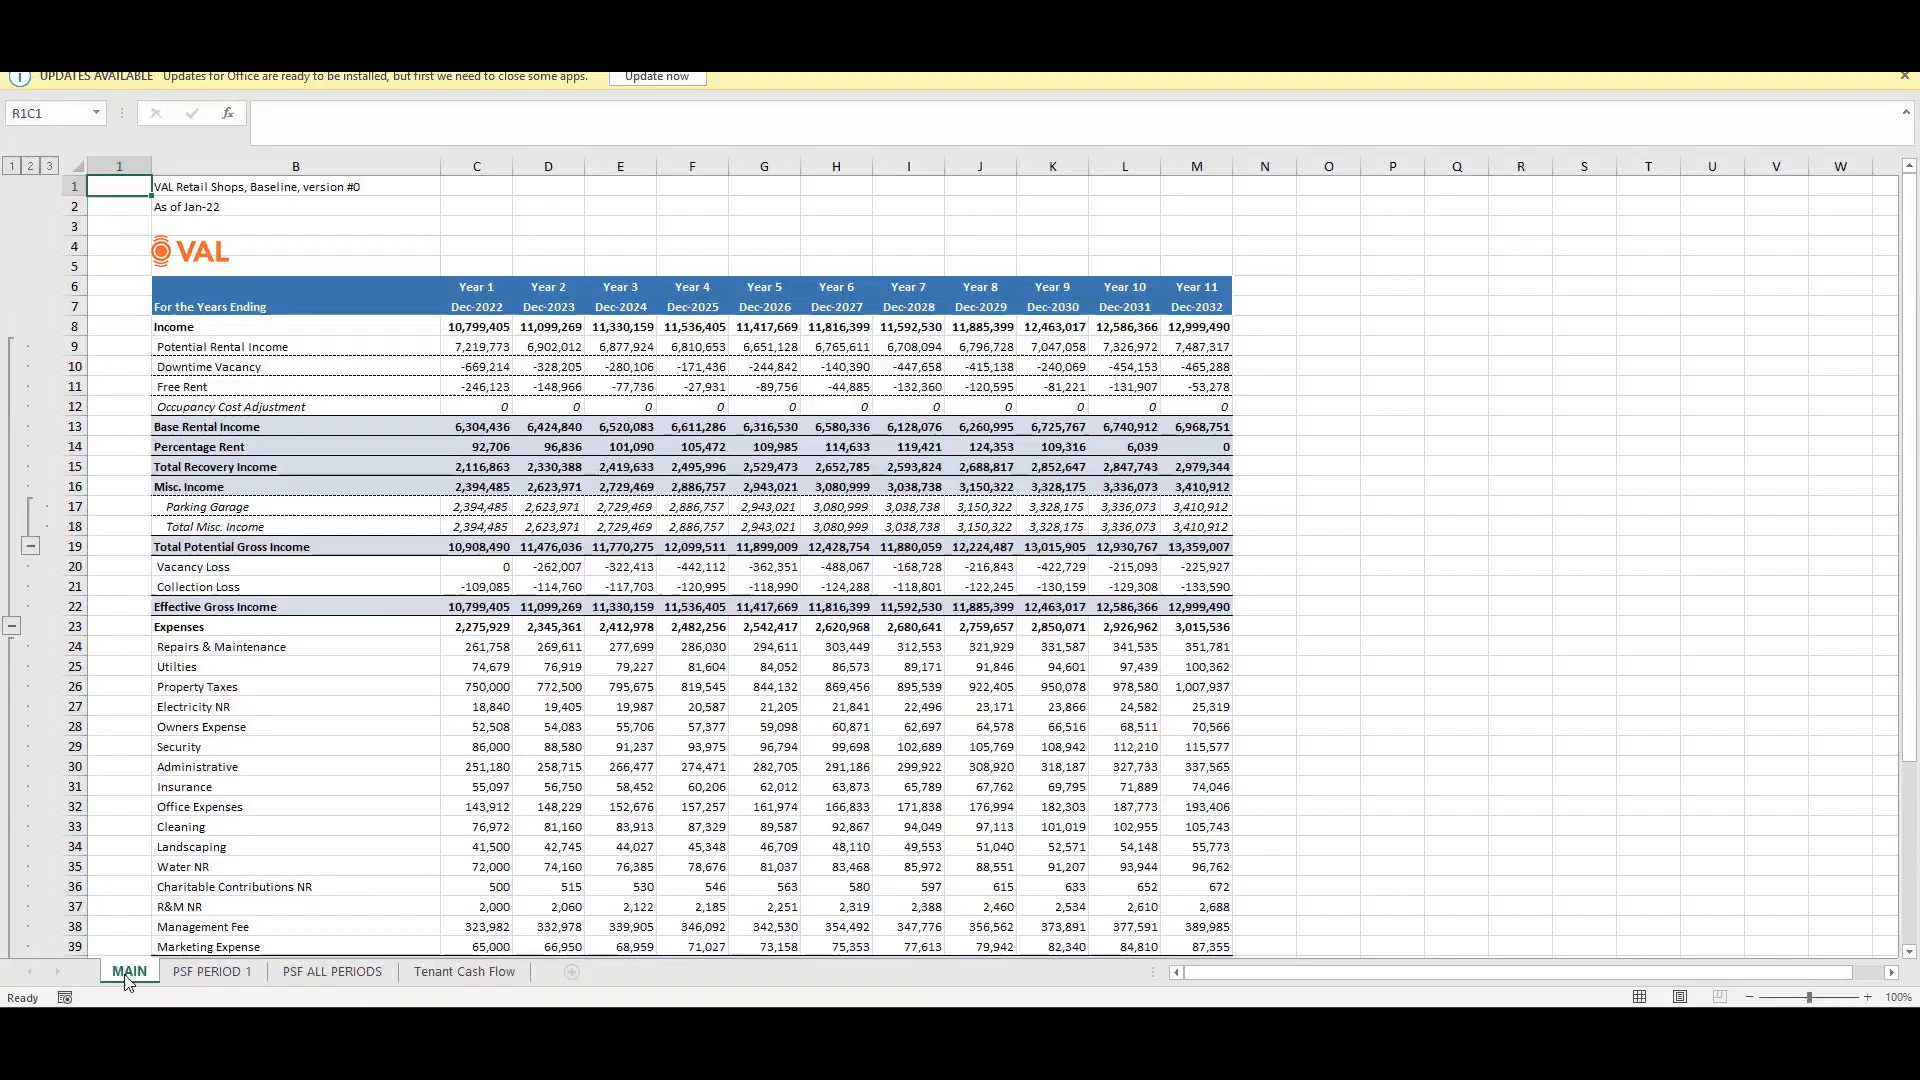 UPDATES AVAILABLE Updates for Office are ready to be installed, but first we need to close some apps. Update now
R1C1 fx
1 2 3 1 B C D E F G H I J K L M N O P Q R S T U V W
1 VAL Retail Shops, Baseline, version #0
2 As of Jan-22
3
4 VAL
5
6 Year 1 Year 2 Year 3 Year 4 Year 5 Year 6 Year 7 Year 8 Year 9 Year 10 Year 11
7 For the Years Ending Dec-2022 Dec-2023 Dec-2024 Dec-2025 Dec-2026 Dec-2027 Dec-2028 Dec-2029 Dec-2030 Dec-2031 Dec-2032
8 Income 10,799,405 11,099,269 11,330,159 11,536,405 11,417,669 11,816,399 11,592,530 11,885,399 12,463,017 12,586,366 12,999,490
9 Potential Rental Income 7,219,773 6,902,012 6,877,924 6,810,653 6,651,128 6,765,611 6,708,094 6,796,728 7,047,058 7,326,972 7,487,317
10 Downtime Vacancy -669,214 -328,205 -280,106 -171,436 -244,842 -140,390 -447,658 -415,138 -240,069 -454,153 -465,288
11 Free Rent -246,123 -148,966 -77,736 -27,931 -89,756 -44,885 -132,360 -120,595 -81,221 -131,907 -53,278
12 Occupancy Cost Adjustment 0 0 0 0 0 0 0 0 0 0 0
13 Base Rental Income 6,304,436 6,424,840 6,520,083 6,611,286 6,316,530 6,580,336 6,128,076 6,260,995 6,725,767 6,740,912 6,968,751
14 Percentage Rent 92,706 96,836 101,090 105,472 109,985 114,633 119,421 124,353 109,316 6,039 0
15 Total Recovery Income 2,116,863 2,330,388 2,419,633 2,495,996 2,529,473 2,652,785 2,593,824 2,688,817 2,852,647 2,847,743 2,979,344
16 Misc. Income 2,394,485 2,623,971 2,729,469 2,886,757 2,943,021 3,080,999 3,038,738 3,150,322 3,328,175 3,336,073 3,410,912
17 Parking Garage 2,394,485 2,623,971 2,729,469 2,886,757 2,943,021 3,080,999 3,038,738 3,150,322 3,328,175 3,336,073 3,410,912
18 Total Misc. Income 2,394,485 2,623,971 2,729,469 2,886,757 2,943,021 3,080,999 3,038,738 3,150,322 3,328,175 3,336,073 3,410,912
19 Total Potential Gross Income 10,908,490 11,476,036 11,770,275 12,099,511 11,899,009 12,428,754 11,880,059 12,224,487 13,015,905 12,930,767 13,359,007
20 Vacancy Loss 0 -262,007 -322,413 -442,112 -362,351 -488,067 -168,728 -216,843 -422,729 -215,093 -225,927
21 Collection Loss -109,085 -114,760 -117,703 -120,995 -118,990 -124,288 -118,801 -122,245 -130,159 -129,308 -133,590
22 Effective Gross Income 10,799,405 11,099,269 11,330,159 11,536,405 11,417,669 11,816,399 11,592,530 11,885,399 12,463,017 12,586,366 12,999,490
23 Expenses 2,275,929 2,345,361 2,412,978 2,482,256 2,542,417 2,620,968 2,680,641 2,759,657 2,850,071 2,926,962 3,015,536
24 Repairs & Maintenance 261,758 269,611 277,699 286,030 294,611 303,449 312,553 321,929 331,587 341,535 351,781
25 Utilties 74,679 76,919 79,227 81,604 84,052 86,573 89,171 91,846 94,601 97,439 100,362
26 Property Taxes 750,000 772,500 795,675 819,545 844,132 869,456 895,539 922,405 950,078 978,580 1,007,937
27 Electricity NR 18,840 19,405 19,987 20,587 21,205 21,841 22,496 23,171 23,866 24,582 25,319
28 Owners Expense 52,508 54,083 55,706 57,377 59,098 60,871 62,697 64,578 66,516 68,511 70,566
29 Security 86,000 88,580 91,237 93,975 96,794 99,698 102,689 105,769 108,942 112,210 115,577
30 Administrative 251,180 258,715 266,477 274,471 282,705 291,186 299,922 308,920 318,187 327,733 337,565
31 Insurance 55,097 56,750 58,452 60,206 62,012 63,873 65,789 67,762 69,795 71,889 74,046
32 Office Expenses 143,912 148,229 152,676 157,257 161,974 166,833 171,838 176,994 182,303 187,773 193,406
33 Cleaning 76,972 81,160 83,913 87,329 89,587 92,867 94,049 97,113 101,019 102,955 105,743
34 Landscaping 41,500 42,745 44,027 45,348 46,709 48,110 49,553 51,040 52,571 54,148 55,773
35 Water NR 72,000 74,160 76,385 78,676 81,037 83,468 85,972 88,551 91,207 93,944 96,762
36 Charitable Contributions NR 500 515 530 546 563 580 597 615 633 652 672
37 R&M NR 2,000 2,060 2,122 2,185 2,251 2,319 2,388 2,460 2,534 2,610 2,688
38 Management Fee 323,982 332,978 339,905 346,092 342,530 354,492 347,776 356,562 373,891 377,591 389,985
39 Marketing Expense 65,000 66,950 68,959 71,027 73,158 75,353 77,613 79,942 82,340 84,810 87,355
MAIN PSF PERIOD 1 PSF ALL PERIODS Tenant Cash Flow
Ready 100%